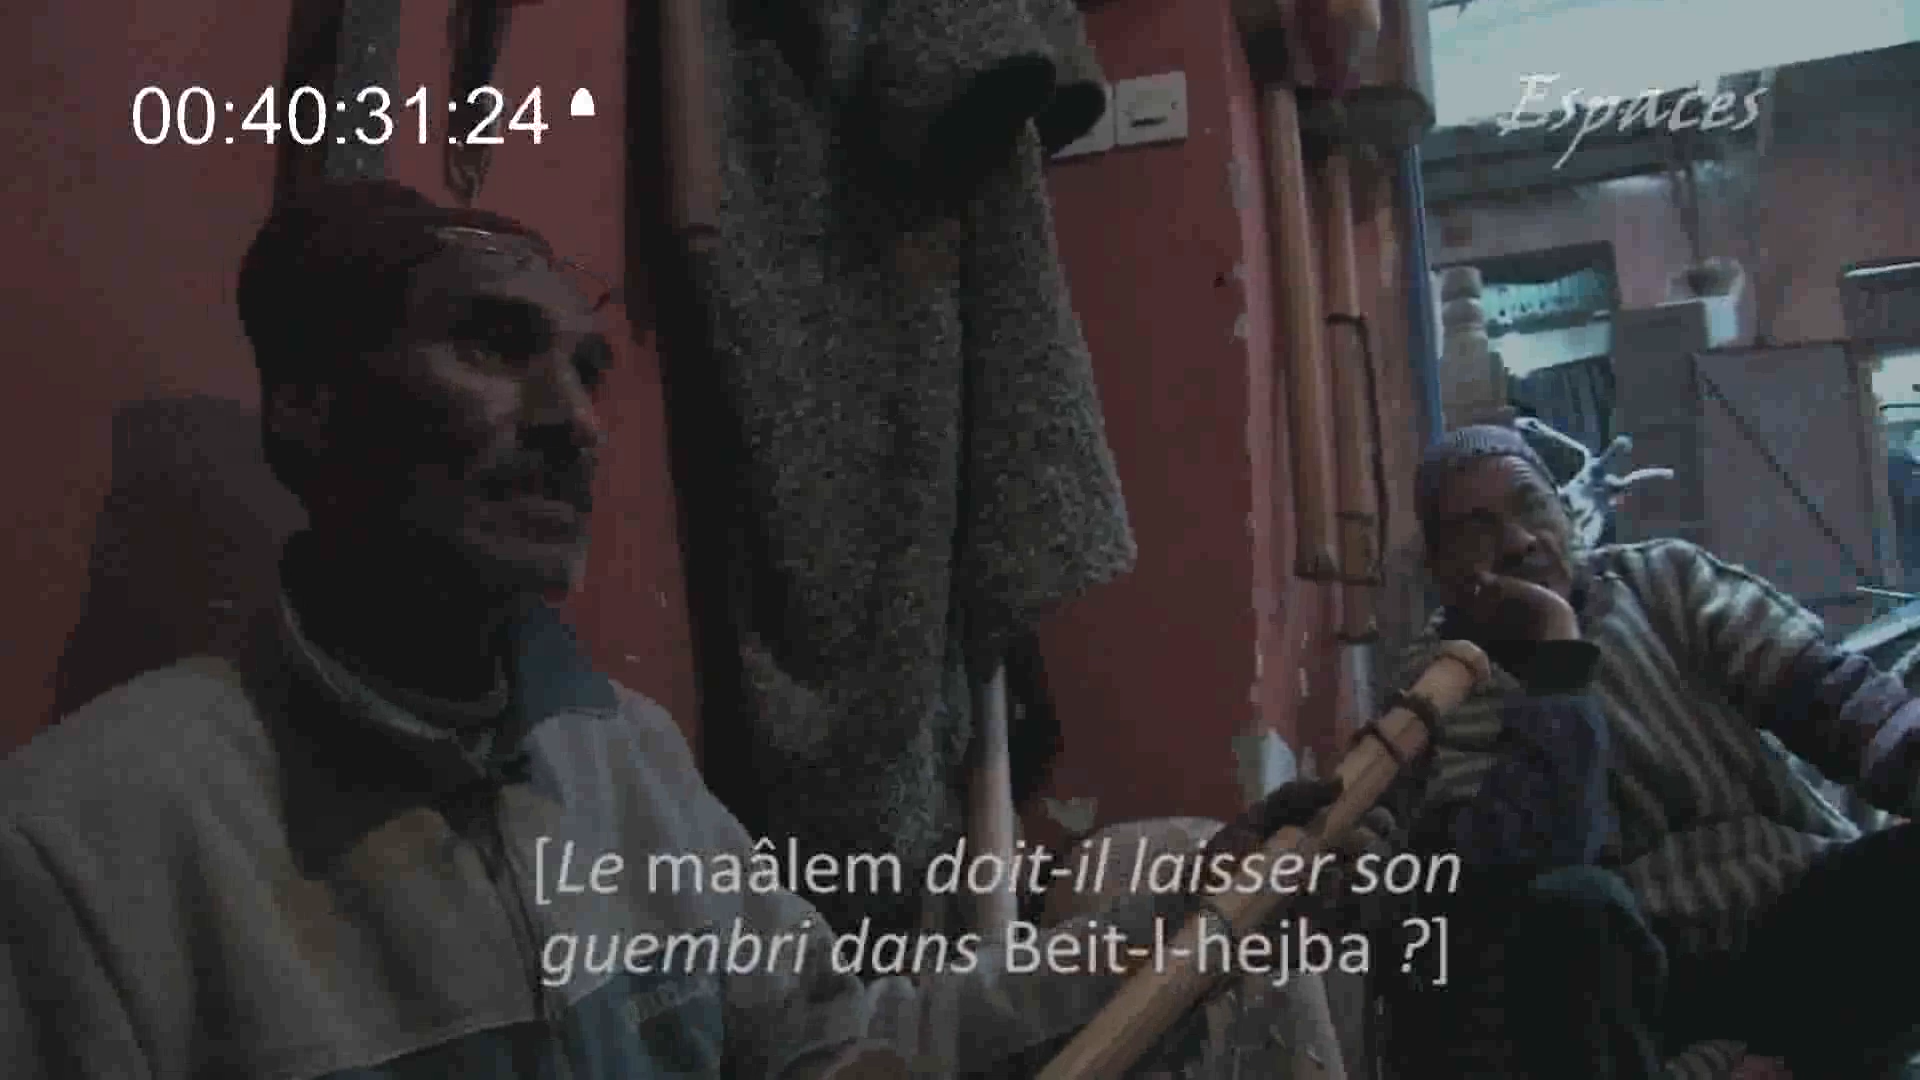 00:40:31:24
Espaces
[Le maâlem doit-il laisser son
guembri dans Beit-l-hejba ?]